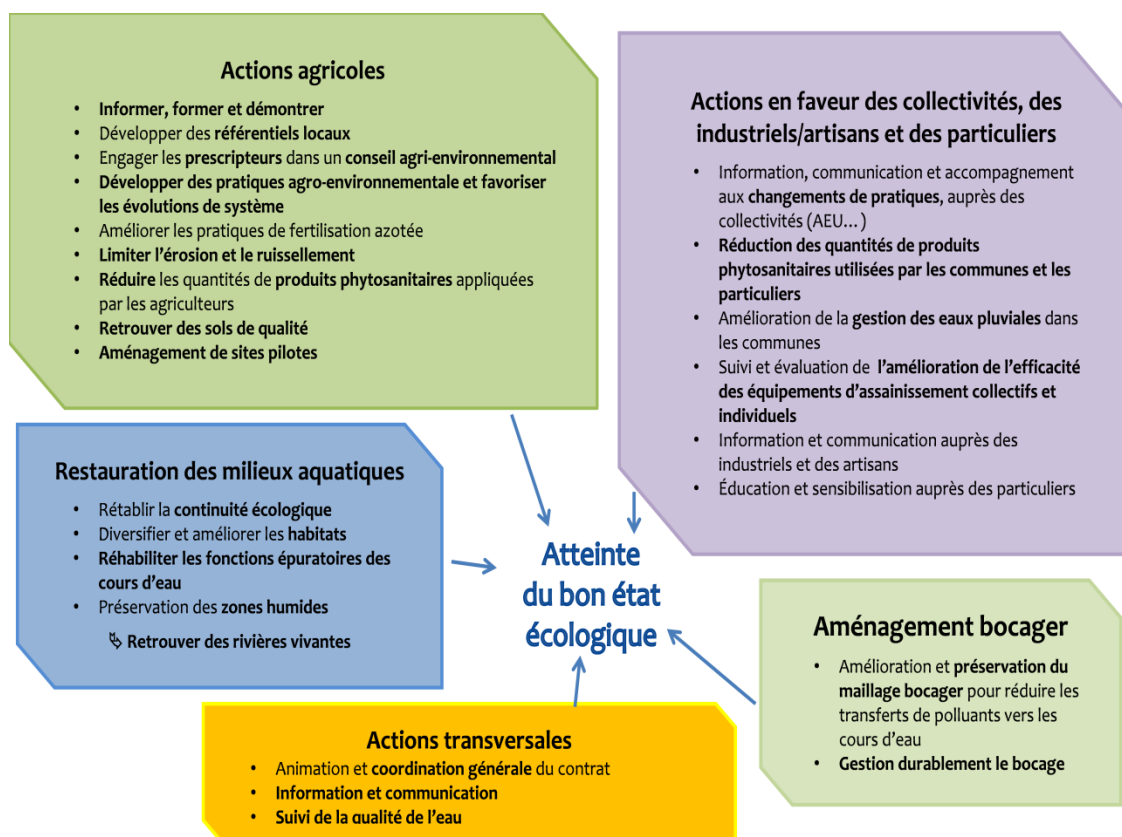 Actions agricoles
• Informer, former et démontrer
• Développer des référentiels locaux
• Engager les prescripteurs dans un conseil agri-environnemental
• Développer des pratiques agro-environnementale et favoriser
les évolutions de système
• Améliorer les pratiques de fertilisation azotée
• Limiter l’érosion et le ruissellement
• Réduire les quantités de produits phytosanitaires appliquées
par les agriculteurs
• Retrouver des sols de qualité
• Aménagement de sites pilotes
Actions en faveur des collectivités, des
industriels/artisans et des particuliers
• Information, communication et accompagnement
aux changements de pratiques, auprès des
collectivités (AEU…)
• Réduction des quantités de produits
phytosanitaires utilisées par les communes et les
particuliers
• Amélioration de la gestion des eaux pluviales dans
les communes
• Suivi et évaluation de l’amélioration de l’efficacité
des équipements d’assainissement collectifs et
individuels
• Information et communication auprès des
industriels et des artisans
• Éducation et sensibilisation auprès des particuliers
Restauration des milieux aquatiques
• Rétablir la continuité écologique
• Diversifier et améliorer les habitats
• Réhabiliter les fonctions épuratoires des
cours d’eau
• Préservation des zones humides
Retrouver des rivières vivantes
Atteinte
du bon état
écologique
Aménagement bocager
• Amélioration et préservation du
maillage bocager pour réduire les
transferts de polluants vers les
cours d’eau
• Gestion durablement le bocage
Actions transversales
• Animation et coordination générale du contrat
• Information et communication
• Suivi de la qualité de l’eau